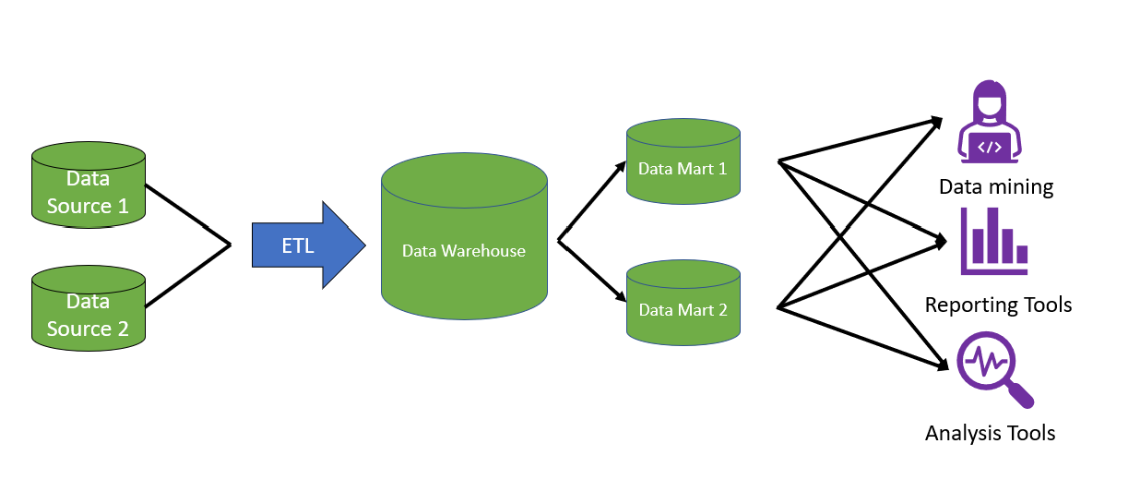 Data
Source 1
Data
Source 2
ETL
Data Warehouse
Data Mart 1
Data Mart 2
</>
Data mining
Reporting Tools
Analysis Tools